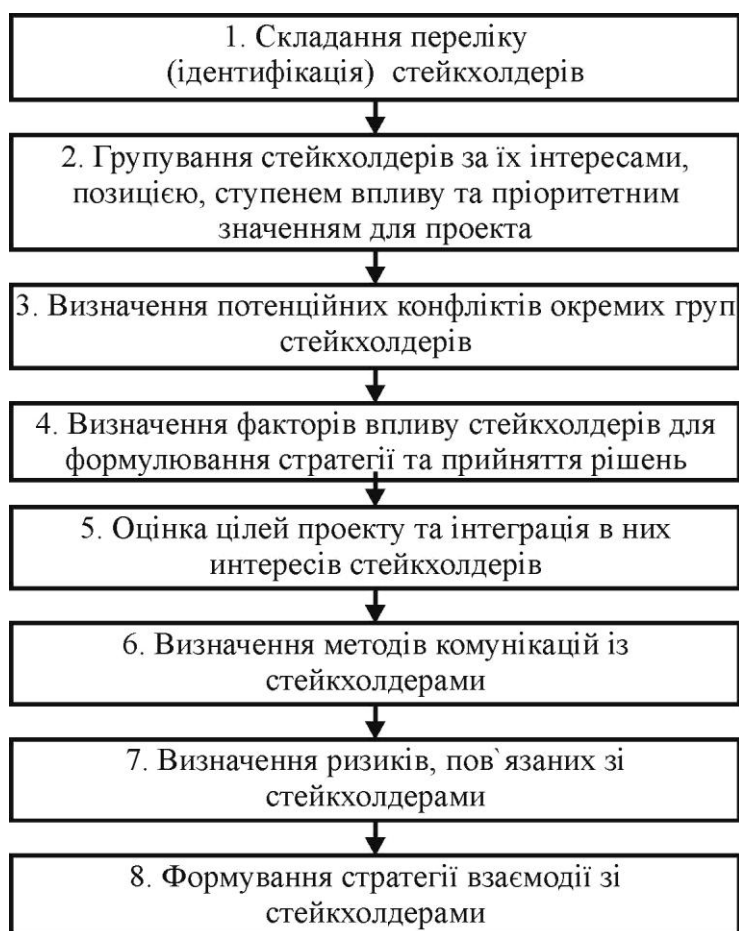 1. Складання переліку
(ідентифікація) стейкхолдерів
2. Групування стейкхолдерів за їх інтересами,
позицією, ступенем впливу та пріоритетним
значенням для проекта
3. Визначення потенційних конфліктів окремих груп
стейкхолдерів
4. Визначення факторів впливу стейкхолдерів для
формулювання стратегії та прийняття рішень
5. Оцінка цілей проекту та інтеграція в них
интересів стейкхолдерів
6. Визначення методів комунікацій із
стейкхолдерами
7. Визначення ризиків, пов`язаних зі
стейкхолдерами
8. Формування стратегії взаємодії зі
стейкхолдерами